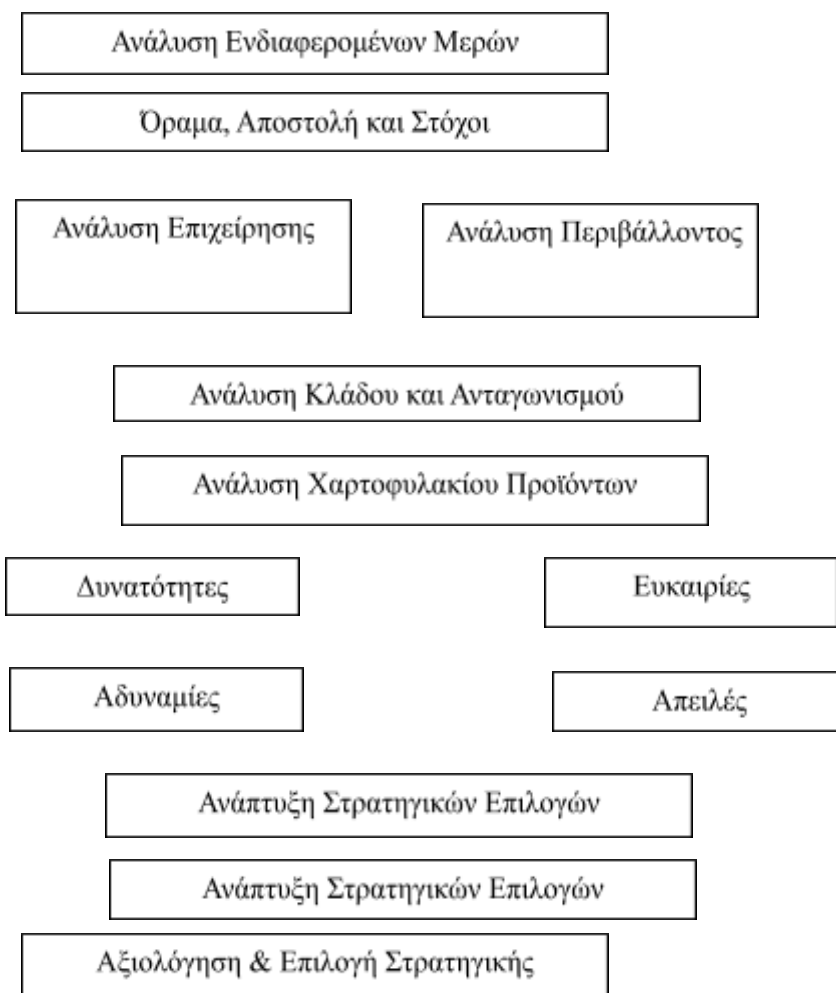 Ανάλυση Ενδιαφερομένων Μερών
Όραμα, Αποστολή και Στόχοι
Ανάλυση Επιχείρησης
Ανάλυση Περιβάλλοντος
Ανάλυση Κλάδου και Ανταγωνισμού
Ανάλυση Χαρτοφυλακίου Προϊόντων
Δυνατότητες
Ευκαιρίες
Αδυναμίες
Απειλές
Ανάπτυξη Στρατηγικών Επιλογών
Ανάπτυξη Στρατηγικών Επιλογών
Αξιολόγηση & Επιλογή Στρατηγικής